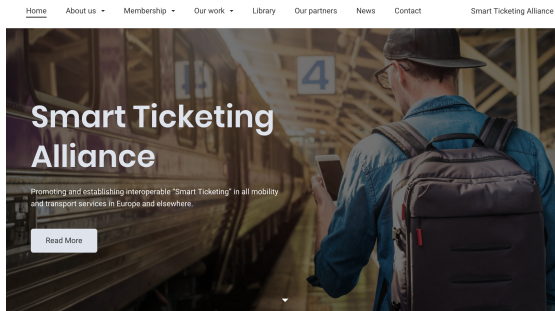 Home About us Membership Our work Library Our partners News Contact Smart Ticketing Alliance
4
Smart Ticketing
Alliance
Promoting and establishing interoperable “Smart Ticketing” in all mobility
and transport services in Europe and elsewhere.
Read More